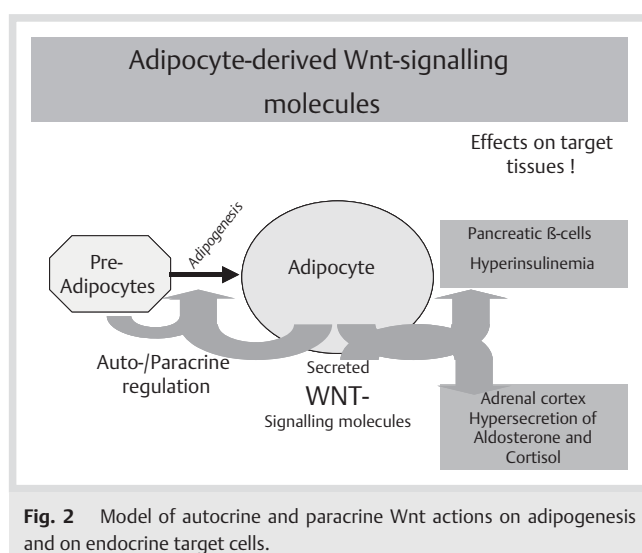 Adipocyte-derived Wnt-signalling
molecules
Effects on target
tissues !
Adipogenesis
Pre-
Adipocytes
Adipocyte
Pancreatic ß-cells
Hyperinsulinemia
Auto-/Paracrine
regulation
Secreted
WNT-
Signalling molecules
Adrenal cortex
Hypersecretion of
Aldosterone and
Cortisol
Fig. 2 Model of autocrine and paracrine Wnt actions on adipogenesis
and on endocrine target cells.